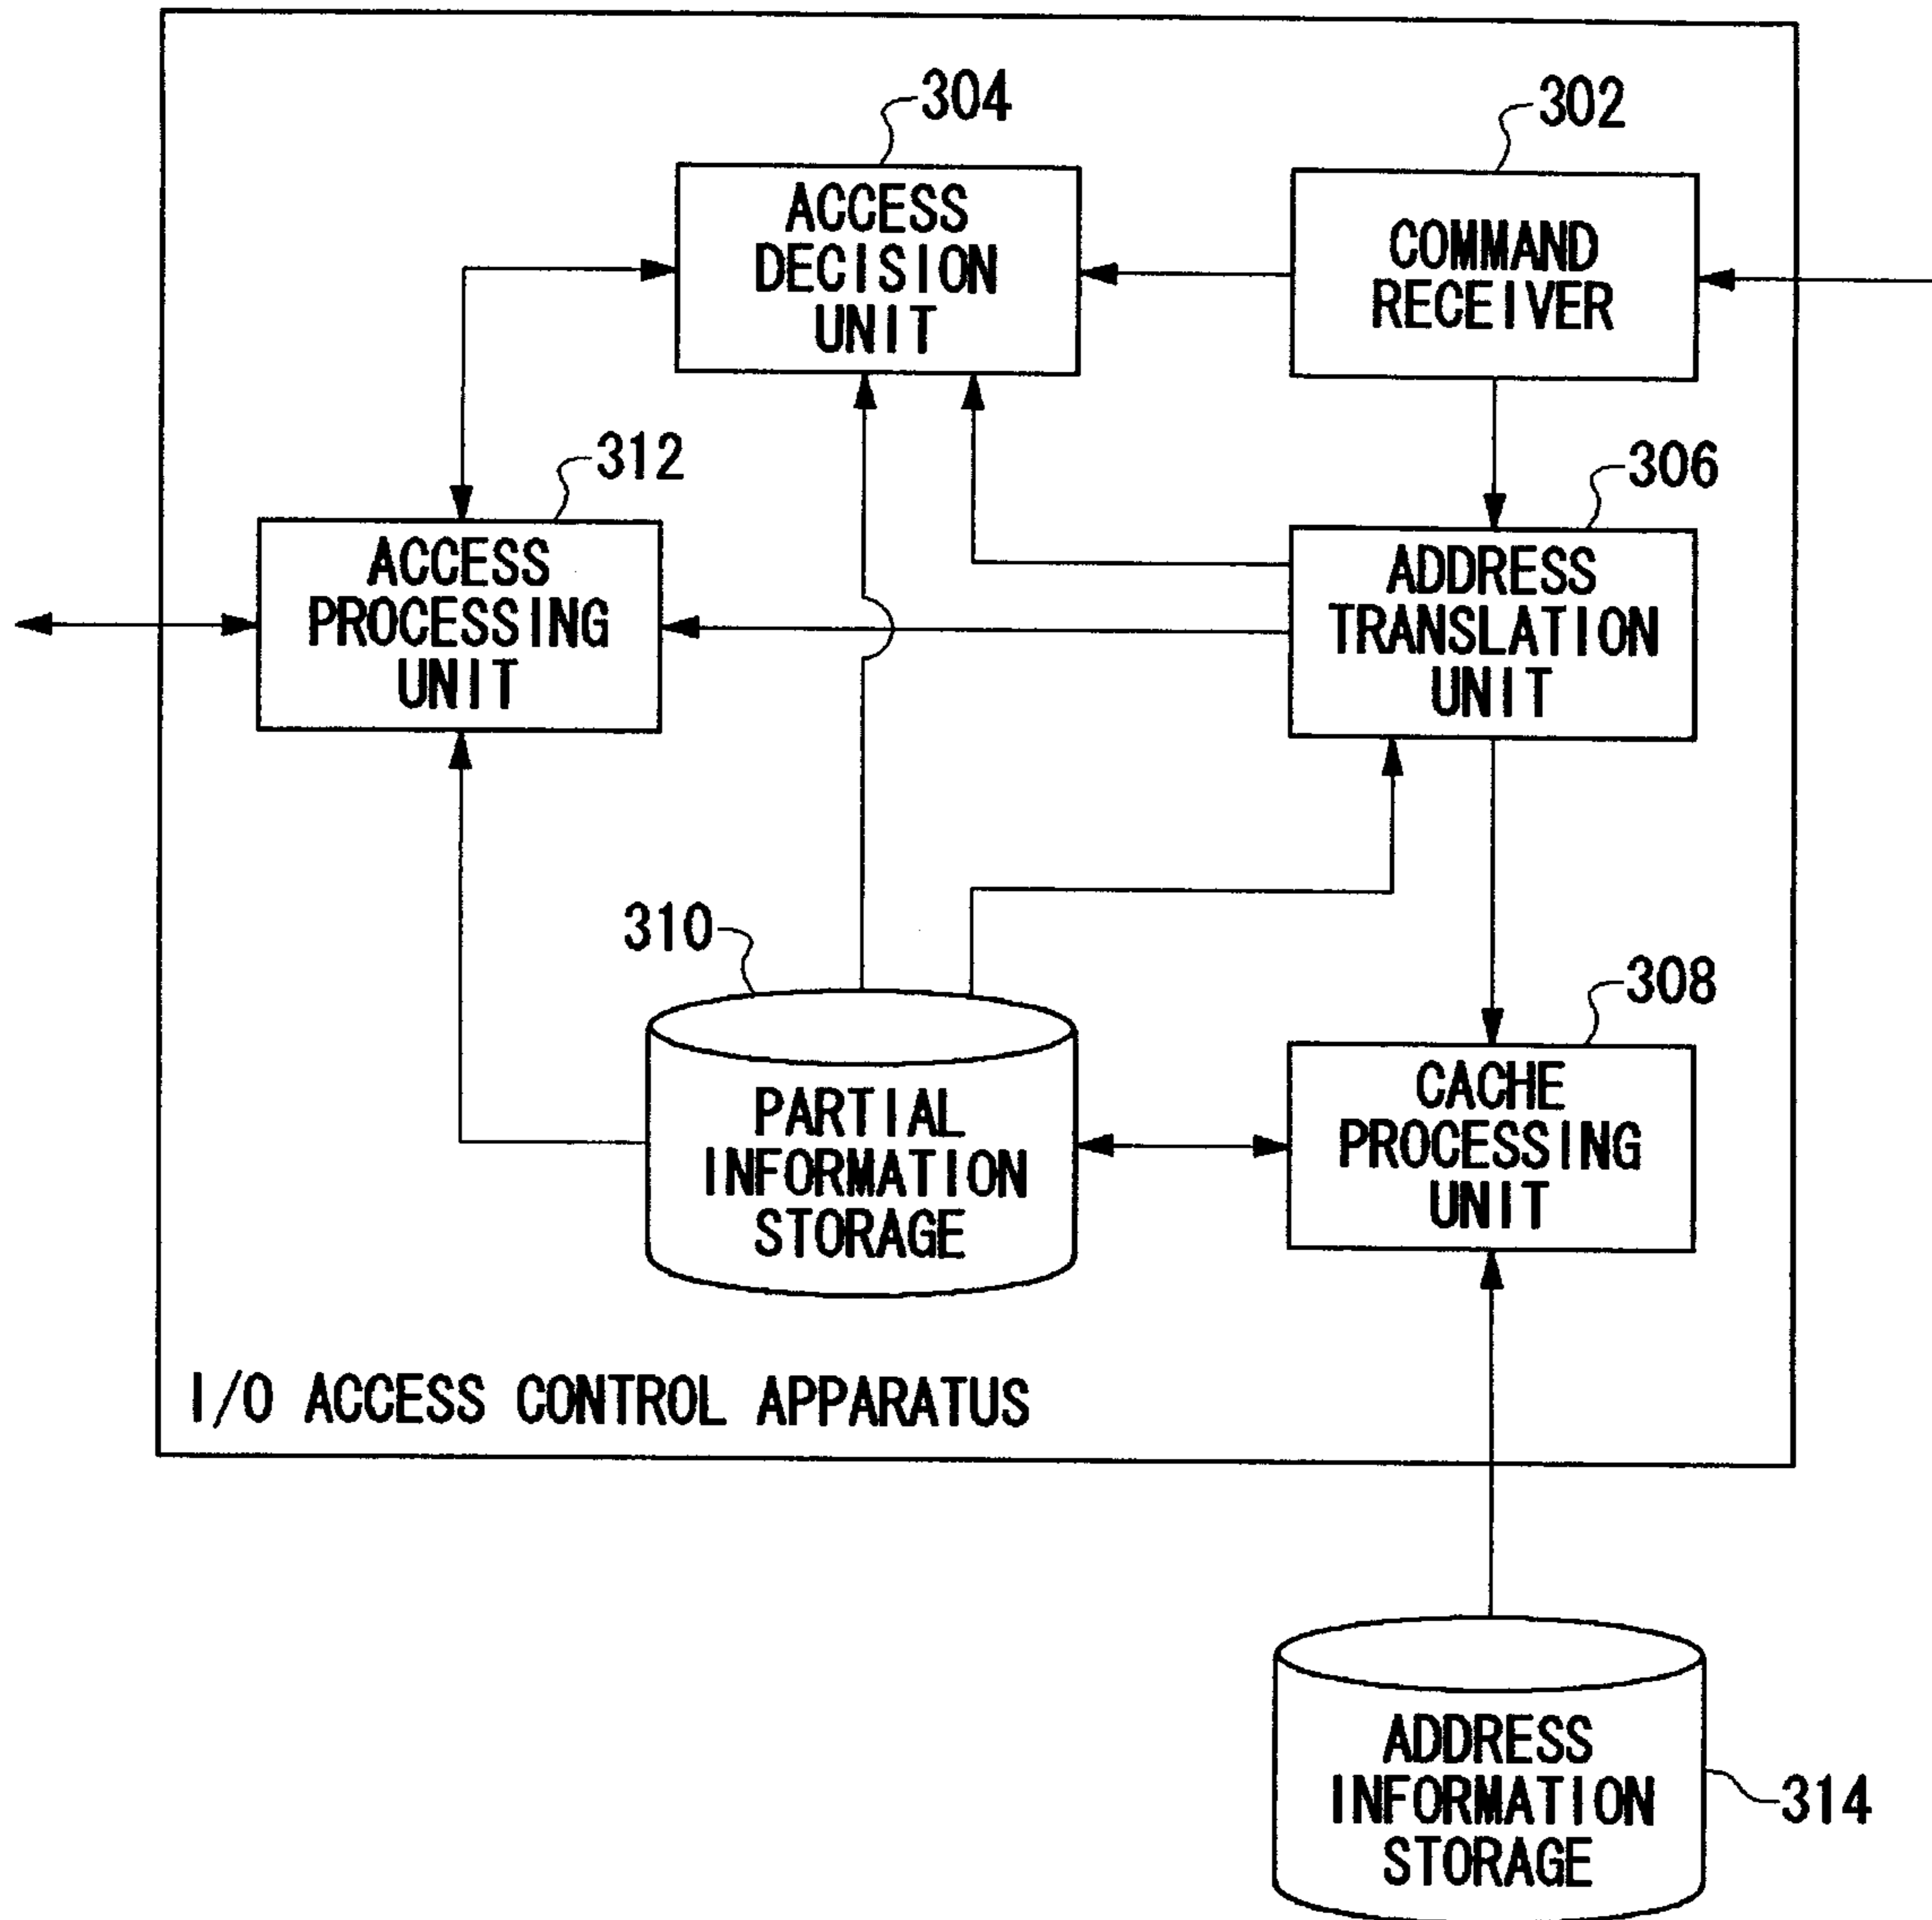 304
302
ACCESS
DECISION
UNIT
COMMAND
RECEIVER
312
306
ACCESS
PROCESSING
UNIT
ADDRESS
TRANSLATION
UNIT
310
308
PARTIAL
INFORMATION
STORAGE
CACHE
PROCESSING
UNIT
I/O ACCESS CONTROL APPARATUS
ADDRESS
INFORMATION
STORAGE
314